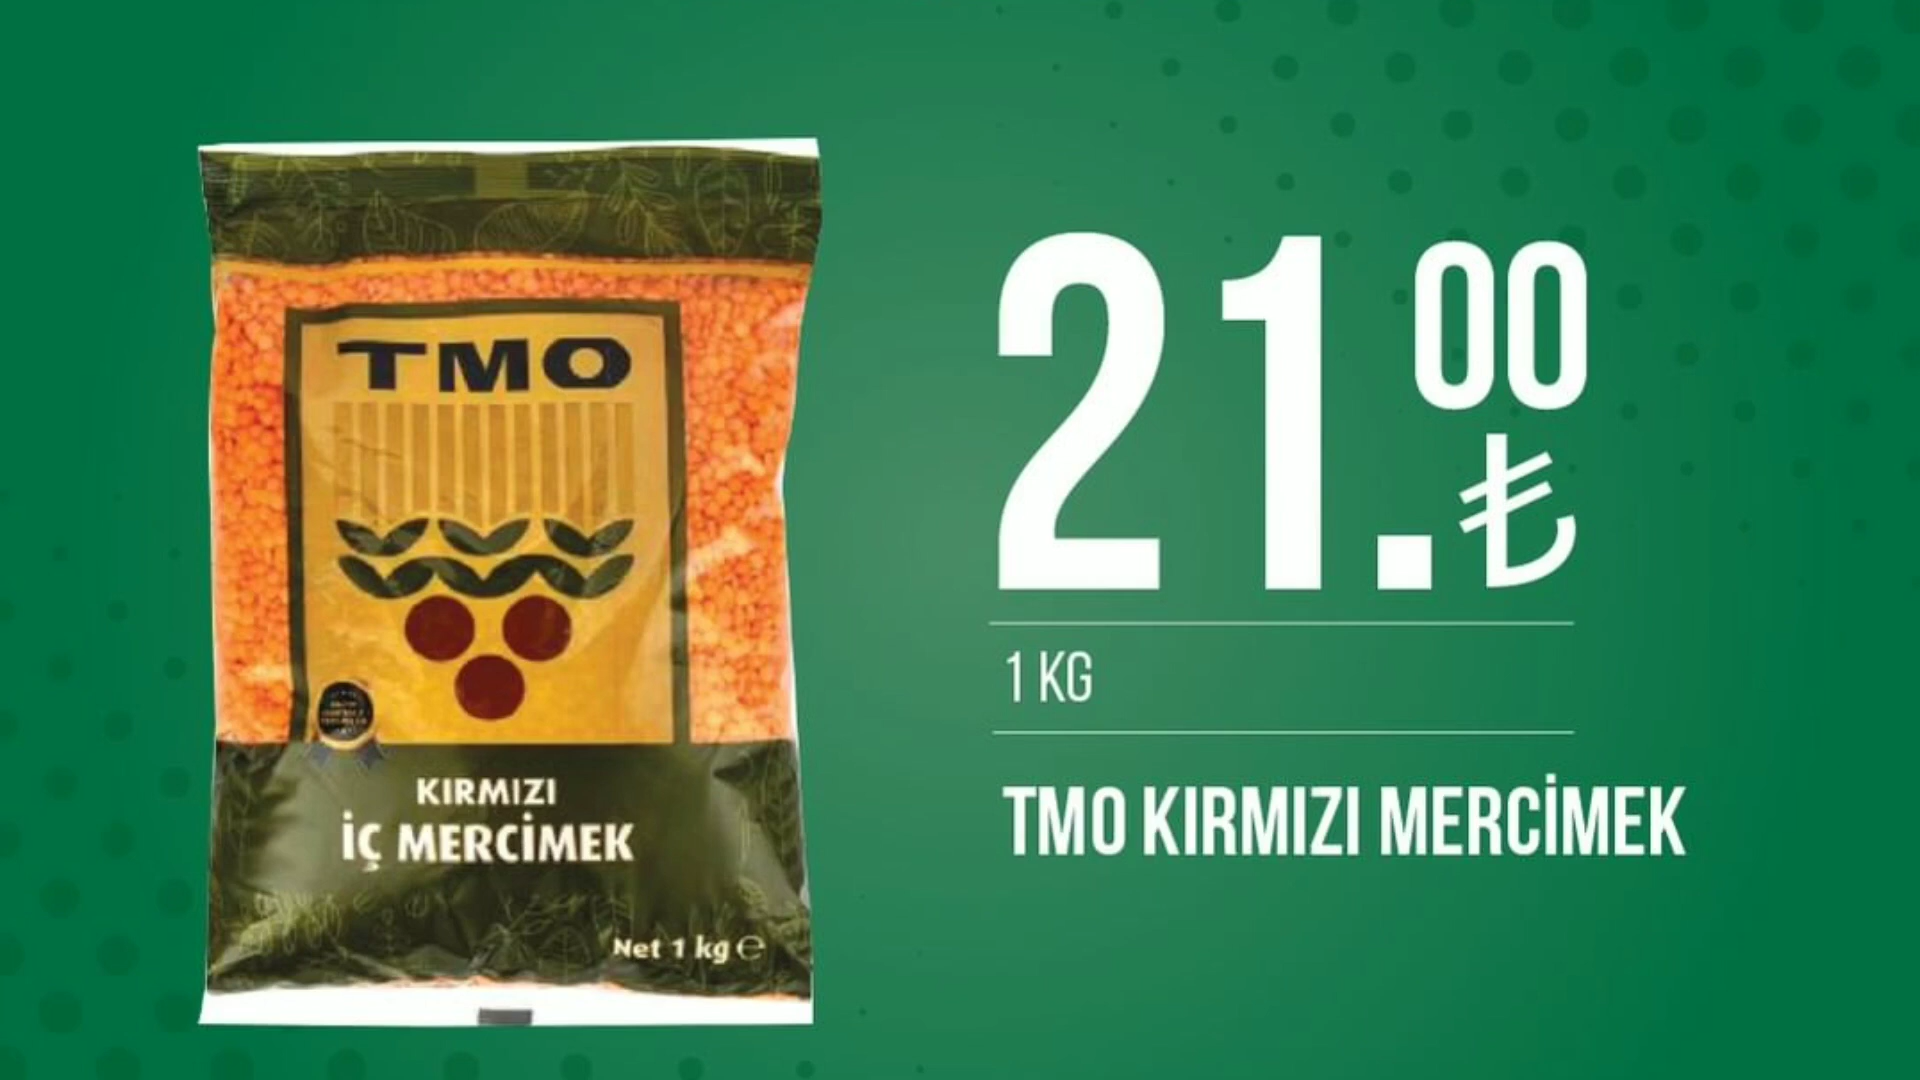 TMO
KIRMIZI
İÇ MERCİMEK
Net 1 kg ℮
21.00
₺
1 KG
TMO KIRMIZI MERCİMEK